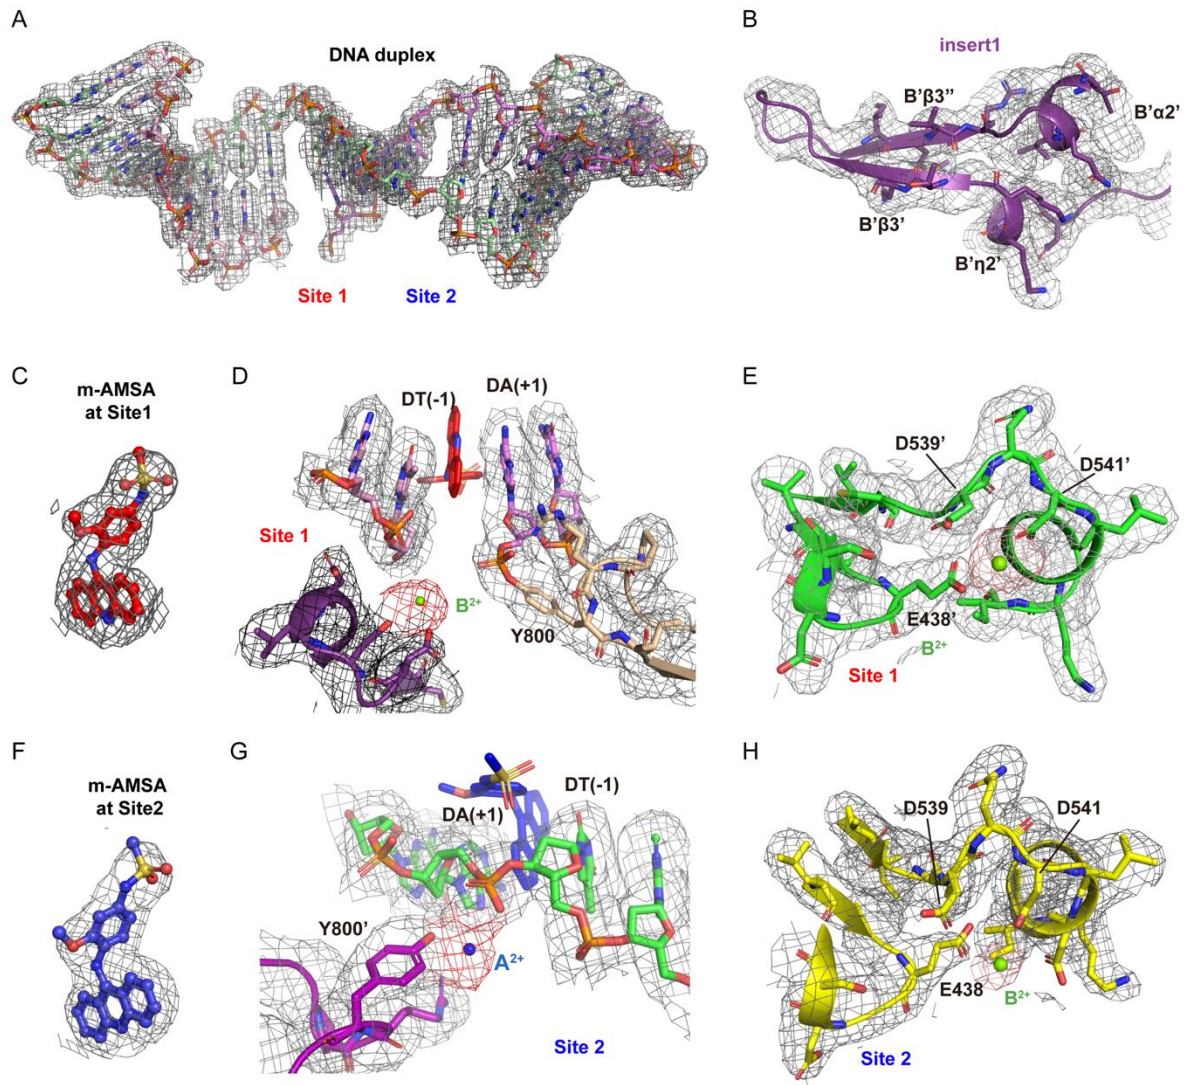 A
DNA duplex
Site 1
Site 2
B
insert1
B'β3''
B'α2'
B'β3'
B'η2'
C
m-AMSA
at Site1
D
DT(-1)
DA(+1)
Site 1
B²⁺
Y800
E
D539'
D541'
E438'
B²⁺
Site 1
F
m-AMSA
at Site2
G
DT(-1)
DA(+1)
Y800'
A²⁺
Site 2
H
D539
D541
E438
B²⁺
Site 2